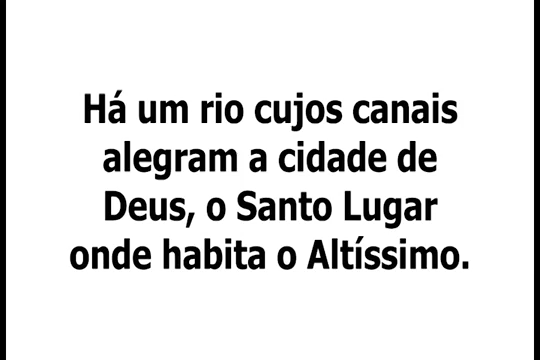 Há um rio cujos canais
alegram a cidade de
Deus, o Santo Lugar
onde habita o Altíssimo.